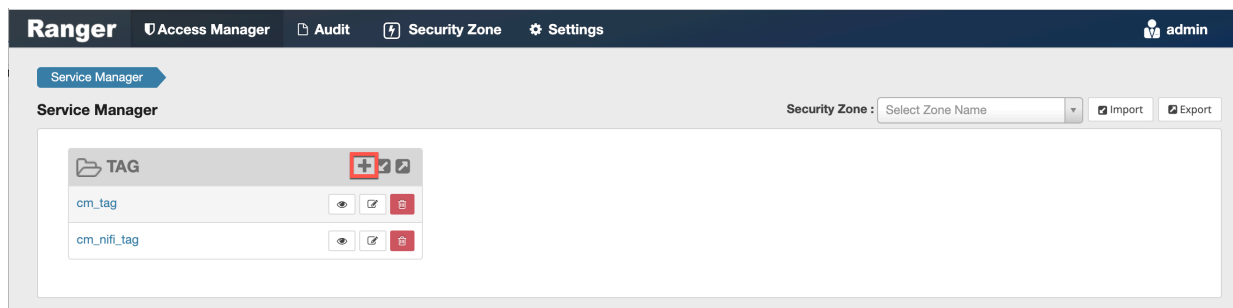 Ranger Access Manager Audit Security Zone Settings admin
Service Manager
Service Manager Security Zone : Select Zone Name Import Export
TAG
cm_tag
cm_nifi_tag